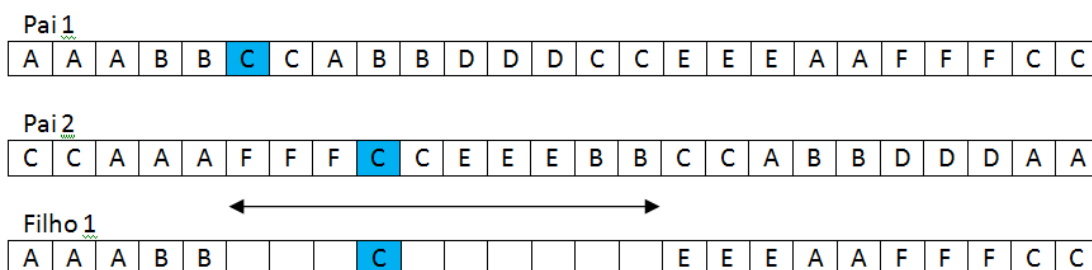 Pai 1
A A A B B C C A B B D D D C C E E E A A F F F C C
Pai 2
C C A A A F F F C C E E E B B C C A B B D D D A A
Filho 1
A A A B B C E E E A A F F F C C